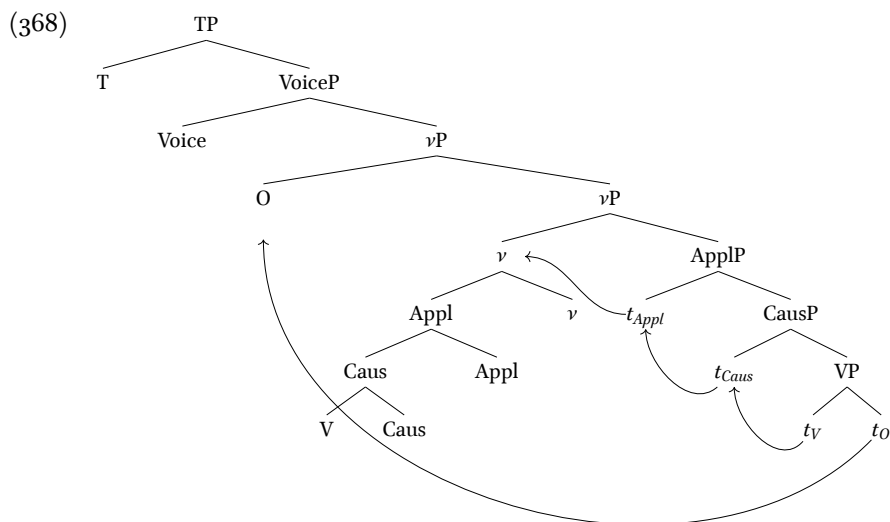 (368)
TP
T VoiceP
Voice vP
O vP
v ApplP
Appl v t_Appl CausP
Caus Appl t_Caus VP
V Caus t_V t_O